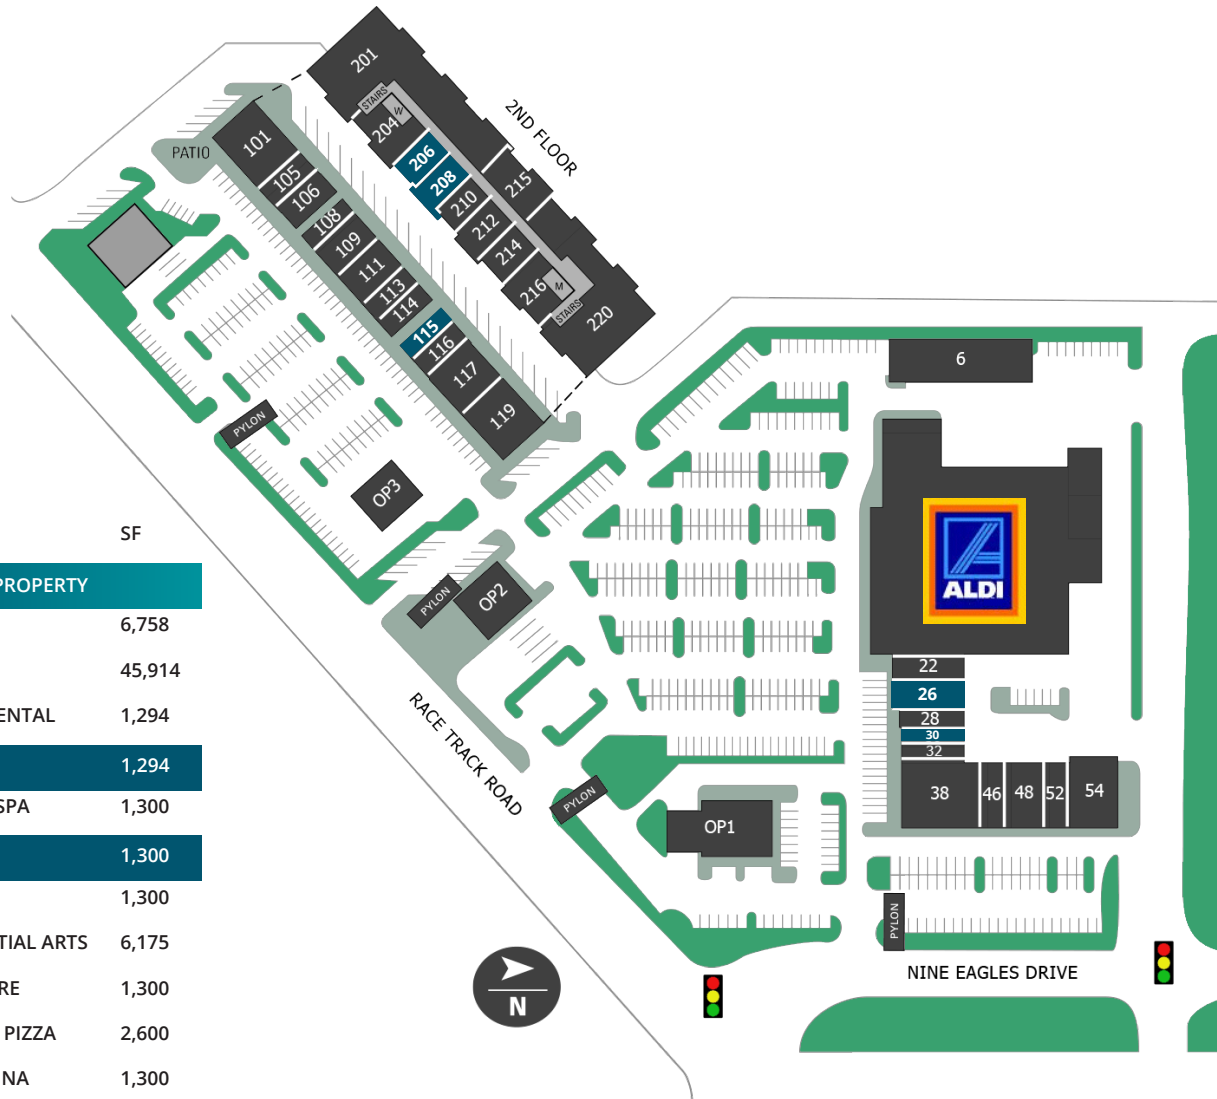 201
STAIRS
W
204
206
208
210
212
214
216
M
STAIRS
215
220
2ND FLOOR
PATIO
101
105
106
108
109
111
113
114
115
116
117
119
PYLON
OP3
PYLON
OP2
RACE TRACK ROAD
6
ALDI
22
26
28
30
32
38
46
48
52
54
PYLON
OP1
PYLON
NINE EAGLES DRIVE
N
SF
PROPERTY
6,758
45,914
ENTAL 1,294
1,294
SPA 1,300
1,300
1,300
TIAL ARTS 6,175
RE 1,300
PIZZA 2,600
NA 1,300